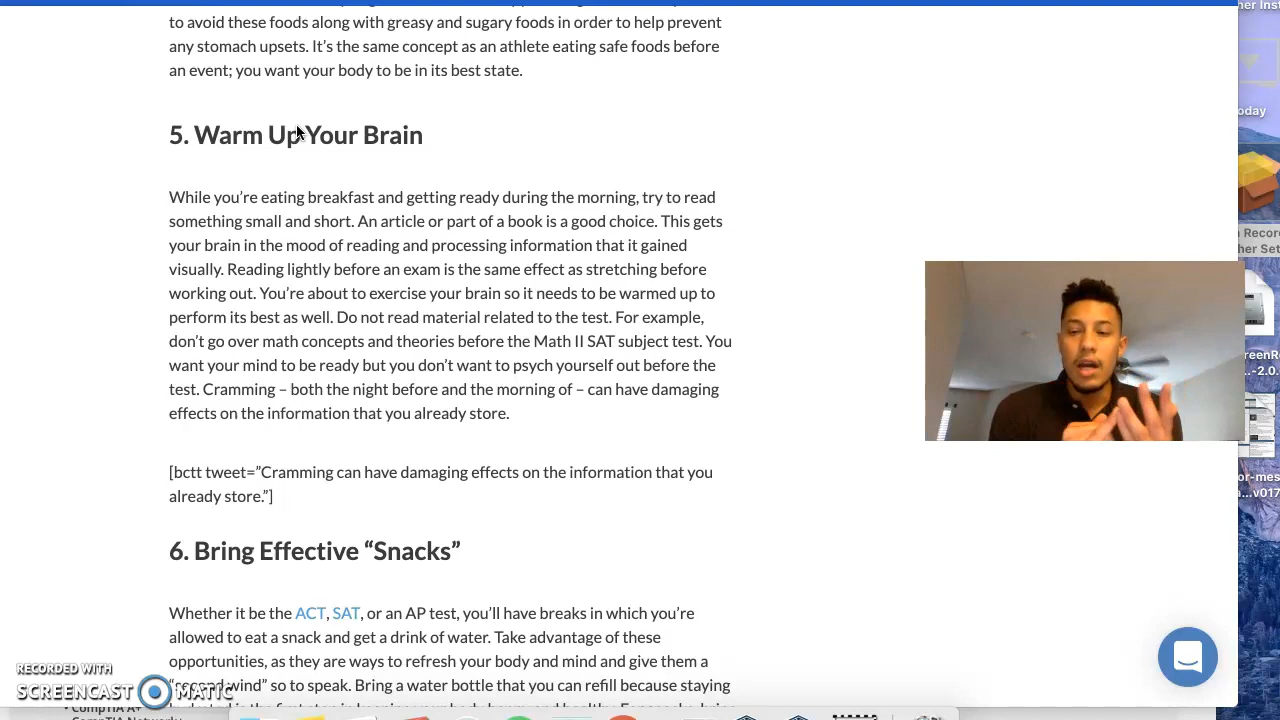 to avoid these foods along with greasy and sugary foods in order to help prevent
any stomach upsets. It’s the same concept as an athlete eating safe foods before
an event; you want your body to be in its best state.
5. Warm Up Your Brain
While you’re eating breakfast and getting ready during the morning, try to read
something small and short. An article or part of a book is a good choice. This gets
your brain in the mood of reading and processing information that it gained
visually. Reading lightly before an exam is the same effect as stretching before
working out. You’re about to exercise your brain so it needs to be warmed up to
perform its best as well. Do not read material related to the test. For example,
don’t go over math concepts and theories before the Math II SAT subject test. You
want your mind to be ready but you don’t want to psych yourself out before the
test. Cramming – both the night before and the morning of – can have damaging
effects on the information that you already store.
[bctt tweet=”Cramming can have damaging effects on the information that you
already store.”]
6. Bring Effective “Snacks”
Whether it be the ACT, SAT, or an AP test, you’ll have breaks in which you’re
allowed to eat a snack and get a drink of water. Take advantage of these
opportunities, as they are ways to refresh your body and mind and give them a
wind” so to speak. Bring a water bottle that you can refill because staying
RECORDED WITH
SCREENCAST MATIC
CompTIA A+
her Inst
oday
Recor
her Set
reenRe
..-2.0.
or-mes
a...v017